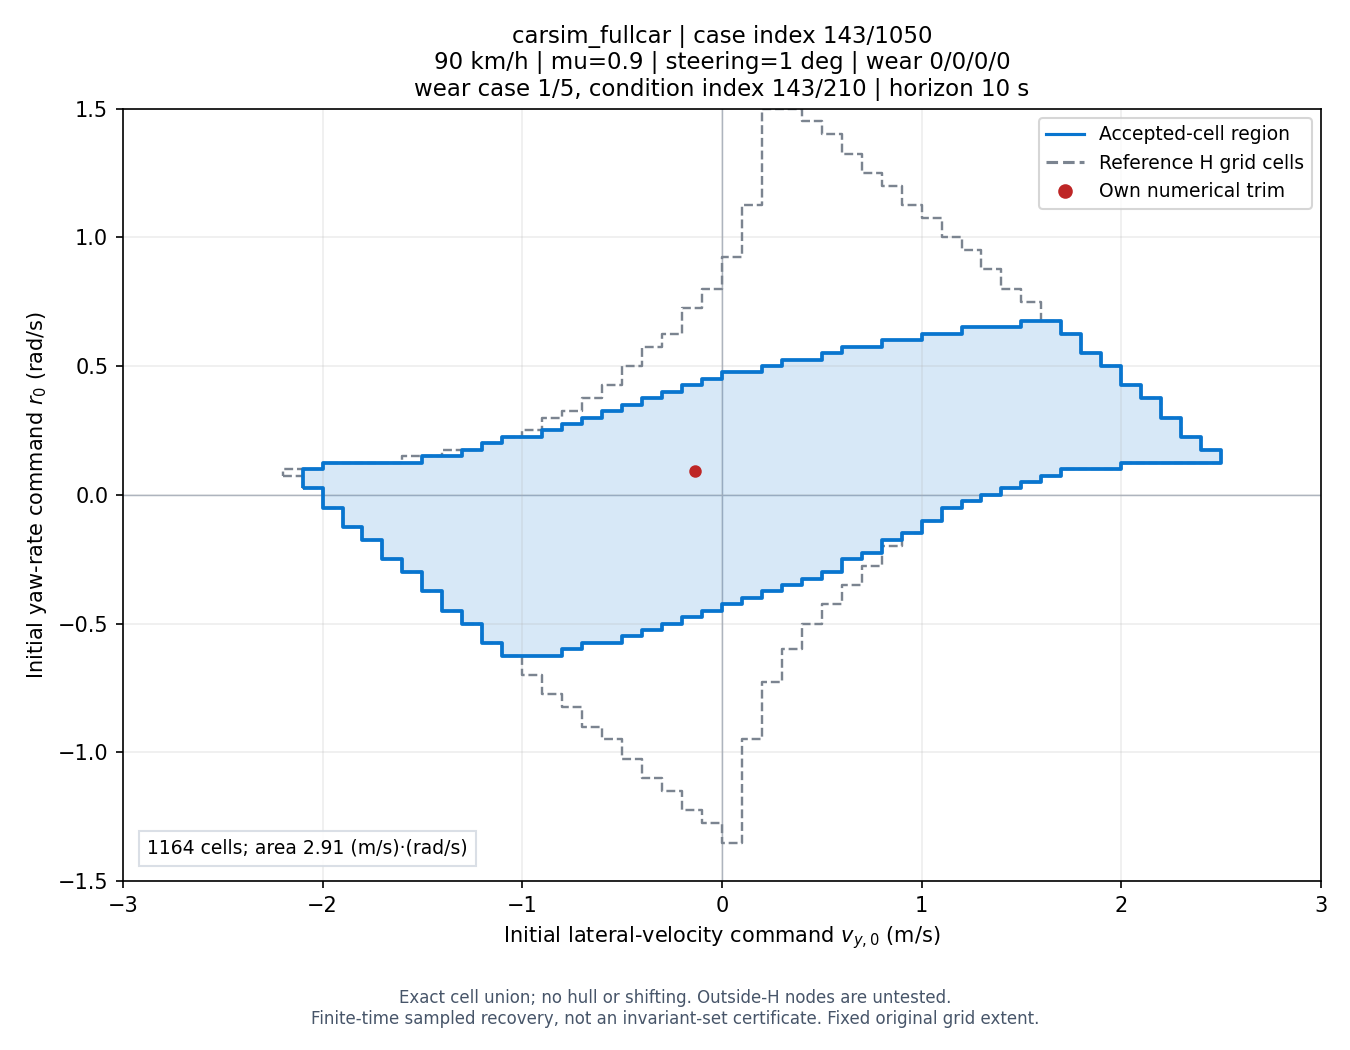 carsim_fullcar | case index 143/1050
90 km/h | mu=0.9 | steering=1 deg | wear 0/0/0/0
wear case 1/5, condition index 143/210 | horizon 10 s
Accepted-cell region
Reference H grid cells
Own numerical trim
1.5
1.0
0.5
0.0
−0.5
−1.0
−1.5
Initial yaw-rate command r₀ (rad/s)
1164 cells; area 2.91 (m/s)·(rad/s)
−3 −2 −1 0 1 2 3
Initial lateral-velocity command v_y,0 (m/s)
Exact cell union; no hull or shifting. Outside-H nodes are untested.
Finite-time sampled recovery, not an invariant-set certificate. Fixed original grid extent.